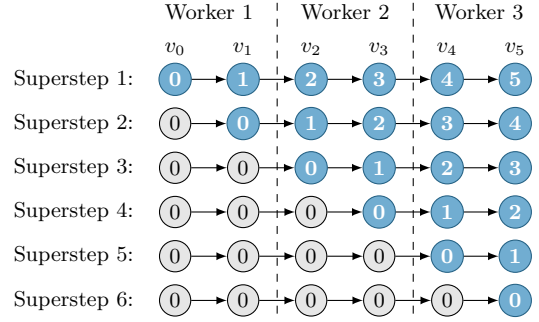 Worker 1 Worker 2 Worker 3
v0 v1 v2 v3 v4 v5
Superstep 1: 0 1 2 3 4 5
Superstep 2: 0 0 1 2 3 4
Superstep 3: 0 0 0 1 2 3
Superstep 4: 0 0 0 0 1 2
Superstep 5: 0 0 0 0 0 1
Superstep 6: 0 0 0 0 0 0